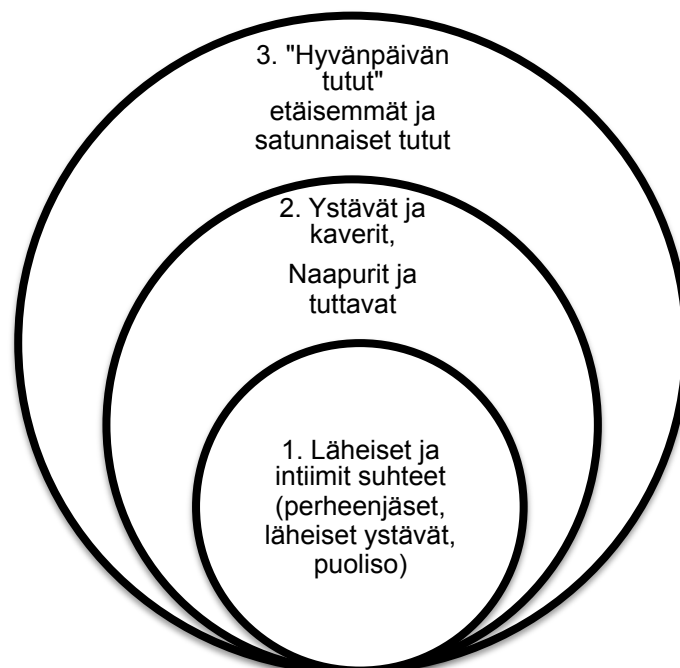 3. "Hyvänpäivän
tutut"
etäisemmät ja
satunnaiset tutut
2. Ystävät ja
kaverit,
Naapurit ja
tuttavat
1. Läheiset ja
intiimit suhteet
(perheenjäset,
läheiset ystävät,
puoliso)